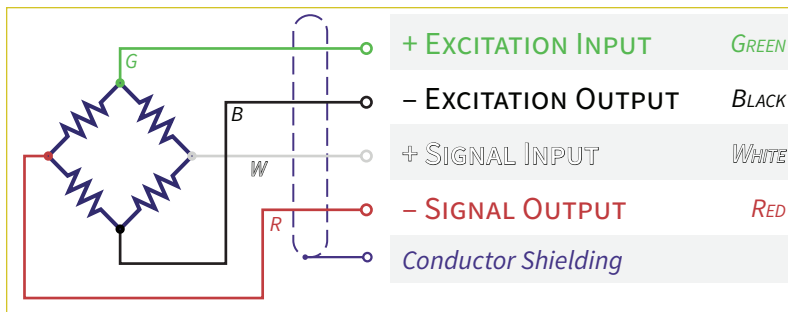 G
+ Excitation Input Green
B
– Excitation Output Black
W
+ Signal Input White
R
– Signal Output Red
Conductor Shielding